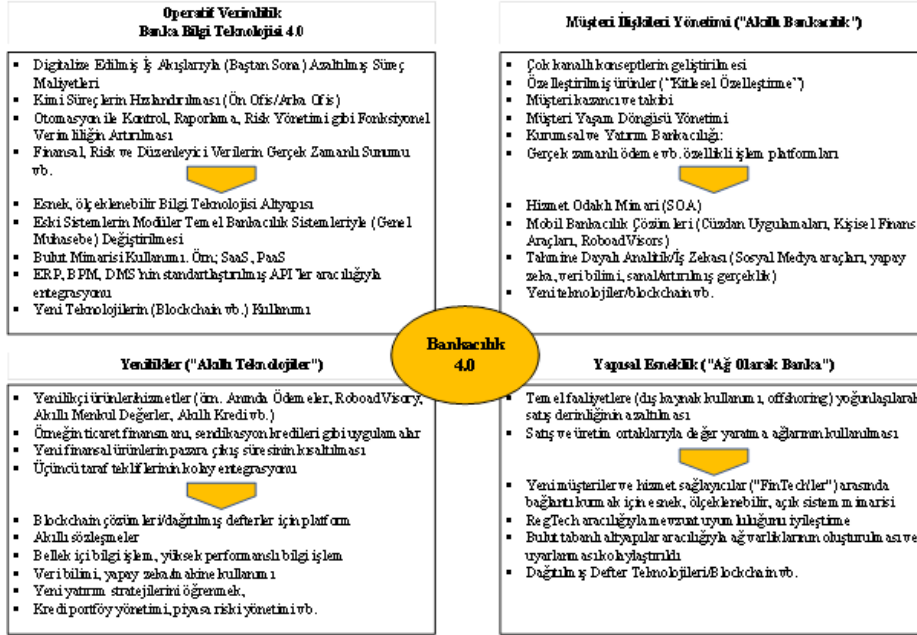 Operatif Verimlilik
Banka Bilgi Teknolojisi 4.0
▪ Digitalize Edilmiş İş Akışlarıyla (Baştan Sona) Azaltılmış Süreç
Maliyetleri
▪ Kimi Süreçlerin Hızlandırılması (Ön Ofis/Arka Ofis)
▪ Otomasyon ile Kontrol, Raporlama, Risk Yönetimi gibi Fonksiyonel
Verimliliğin Artırılması
▪ Finansal, Risk ve Düzenleyici Verilerin Gerçek Zamanlı Sunumu
vb.
▪ Esnek, ölçeklenebilir Bilgi Teknolojisi Altyapısı
▪ Eski Sistemlerin Modüler Temel Bankacılık Sistemleriyle (Genel
Muhasebe) Değiştirilmesi
▪ Bulut Mimarisi Kullanımı. Örn; SaaS, PaaS
▪ ERP, BPM, DMS'nin standartlaştırılmış API'ler aracılığıyla
entegrasyonu
▪ Yeni Teknolojilerin (Blockchain vb.) Kullanımı
Müşteri İlişkileri Yönetimi ("Akıllı Bankacılık")
▪ Çok kanallı konseptlerin geliştirilmesi
▪ Özelleştirilmiş ürünler (“Kitlesel Özelleştirme”)
▪ Müşteri kazancı ve takibi
▪ Müşteri Yaşam Döngüsü Yönetimi
▪ Kurumsal ve Yatırım Bankacılığı:
▪ Gerçek zamanlı ödeme vb. özellikli işlem platformları
▪ Hizmet Odaklı Mimari (SOA)
▪ Mobil Bankacılık Çözümleri (Cüzdan Uygulamaları, Kişisel Finans
Araçları, RoboadVisors)
▪ Tahmine Dayalı Analitik/İş Zekası (Sosyal Medya araçları, yapay
zeka, veri bilimi, sanal/artırılmış gerçeklik)
▪ Yeni teknolojiler/blockchain vb.
Bankacılık
4.0
Yenilikler ("Akıllı Teknolojiler")
▪ Yenilikçi ürünler/hizmetler (örn. Anında Ödemeler, RoboadVisory,
Akıllı Menkul Değerler, Akıllı Kredi vb.)
▪ Örneğin ticaret finansmanı, sendikasyon kredileri gibi uygulamalar
▪ Yeni finansal ürünlerin pazara çıkış süresinin kısaltılması
▪ Üçüncü taraf tekliflerinin kolay entegrasyonu
▪ Blockchain çözümleri/dağıtılmış defterler için platform
▪ Akıllı sözleşmeler
▪ Bellek içi bilgi işlem, yüksek performanslı bilgi işlem
▪ Veri bilimi, yapay zeka/makine kullanımı
▪ Yeni yatırım stratejilerini öğrenmek,
▪ Kredi portföy yönetimi, piyasa riski yönetimi vb.
Yapısal Esneklik ("Ağ Olarak Banka")
▪ Temel faaliyetlere (dış kaynak kullanımı, offshoring) yoğunlaşılarak
satış derinliğinin azaltılması
▪ Satış ve üretim ortaklarıyla değer yaratma ağlarının kullanılması
▪ Yeni müşteriler ve hizmet sağlayıcılar ("FinTech'ler") arasında
bağlantı kurmak için esnek, ölçeklenebilir, açık sistem mimarisi
▪ RegTech aracılığıyla mevzuat uyumluluğunu iyileştirme
▪ Bulut tabanlı altyapılar aracılığıyla ağ varlıklarının oluşturulması ve
uyarlanması kolaylaştırıldı
▪ Dağıtılmış Defter Teknolojileri/Blockchain vb.